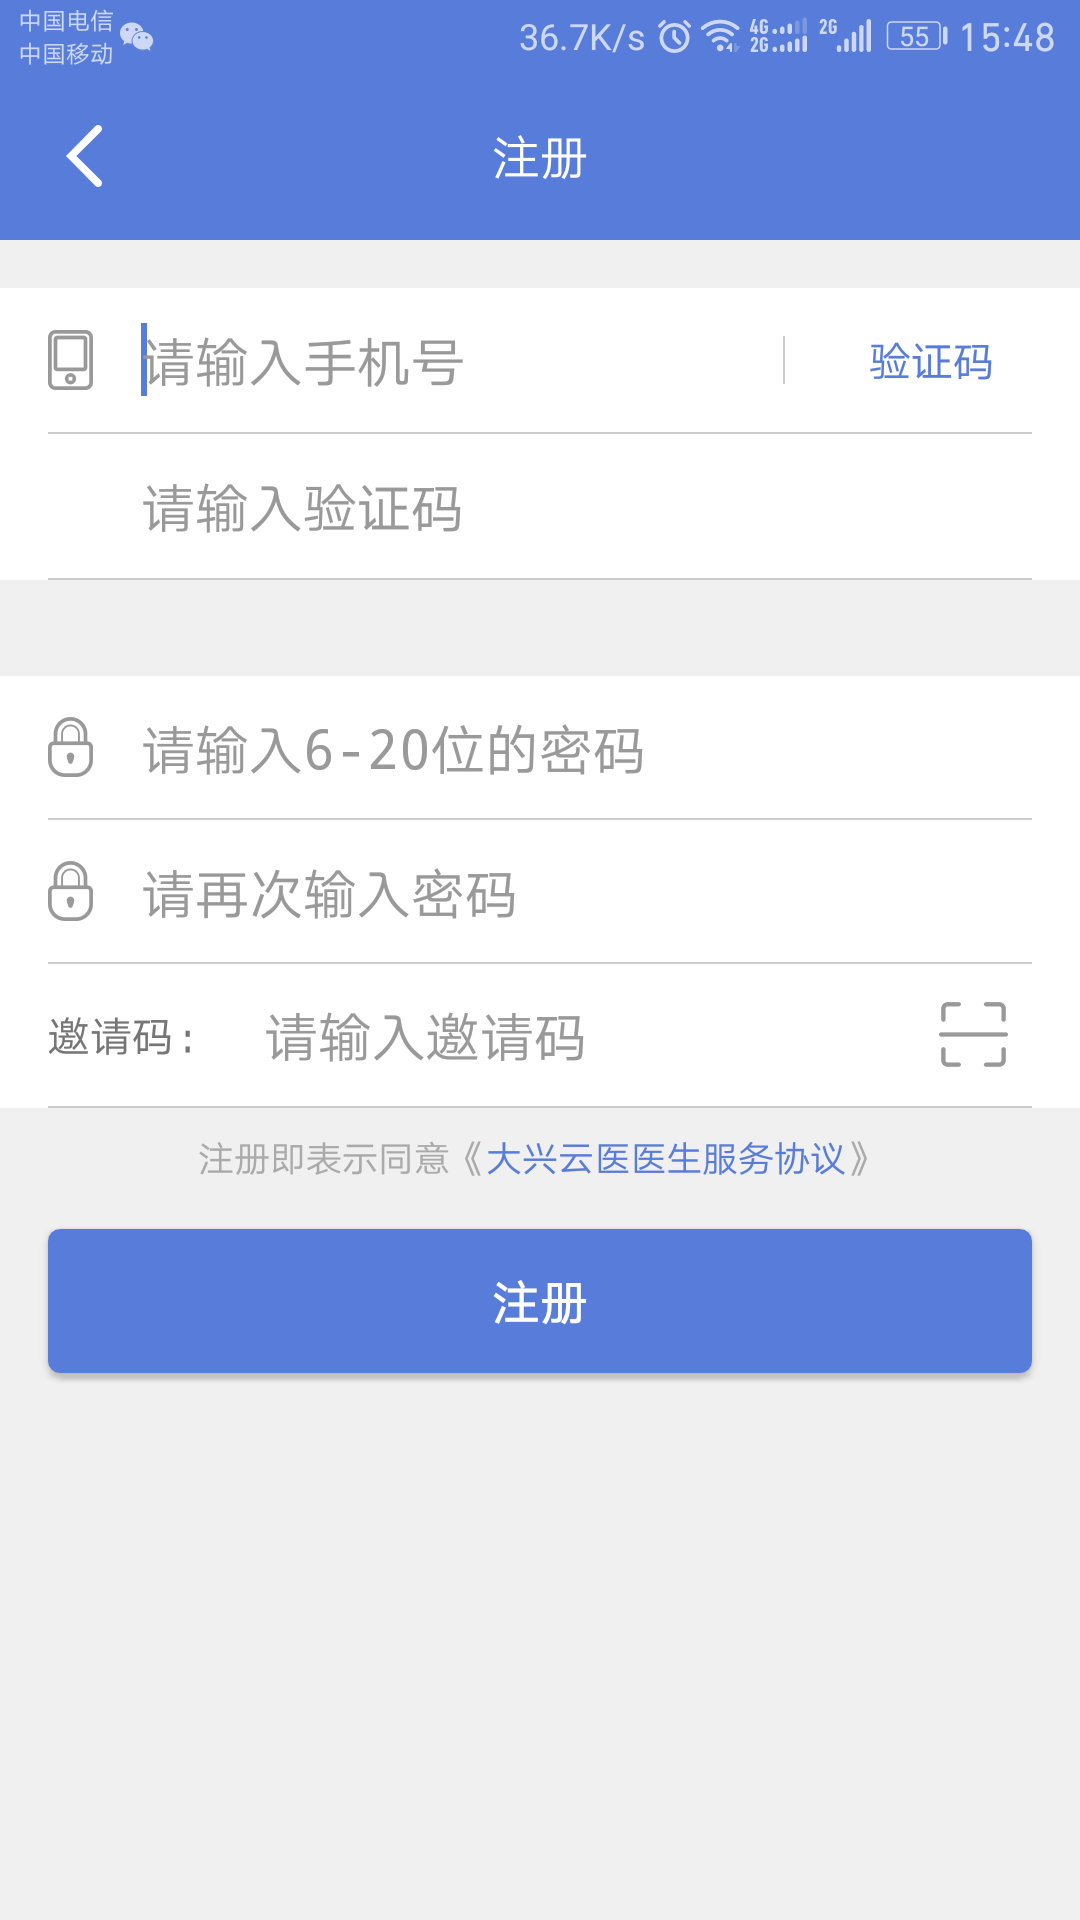 中国电信
中国移动
36.7K/s
4G
2G
2G
55
15:48
注册
请输入手机号
验证码
请输入验证码
请输入6-20位的密码
请再次输入密码
邀请码:
请输入邀请码
注册即表示同意《大兴云医医生服务协议》
注册